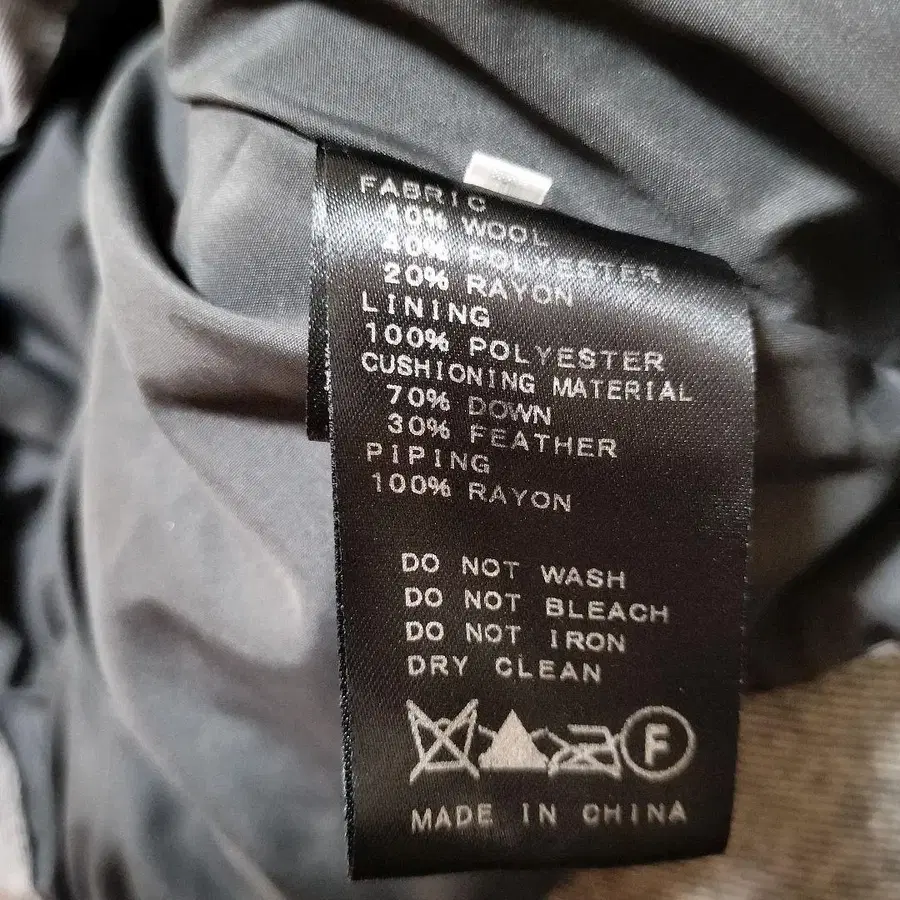 FABRIC
40% WOOL
40% POLYESTER
20% RAYON
LINING
100% POLYESTER
CUSHIONING MATERIAL
70% DOWN
30% FEATHER
PIPING
100% RAYON
DO NOT WASH
DO NOT BLEACH
DO NOT IRON
DRY CLEAN
F
MADE IN CHINA